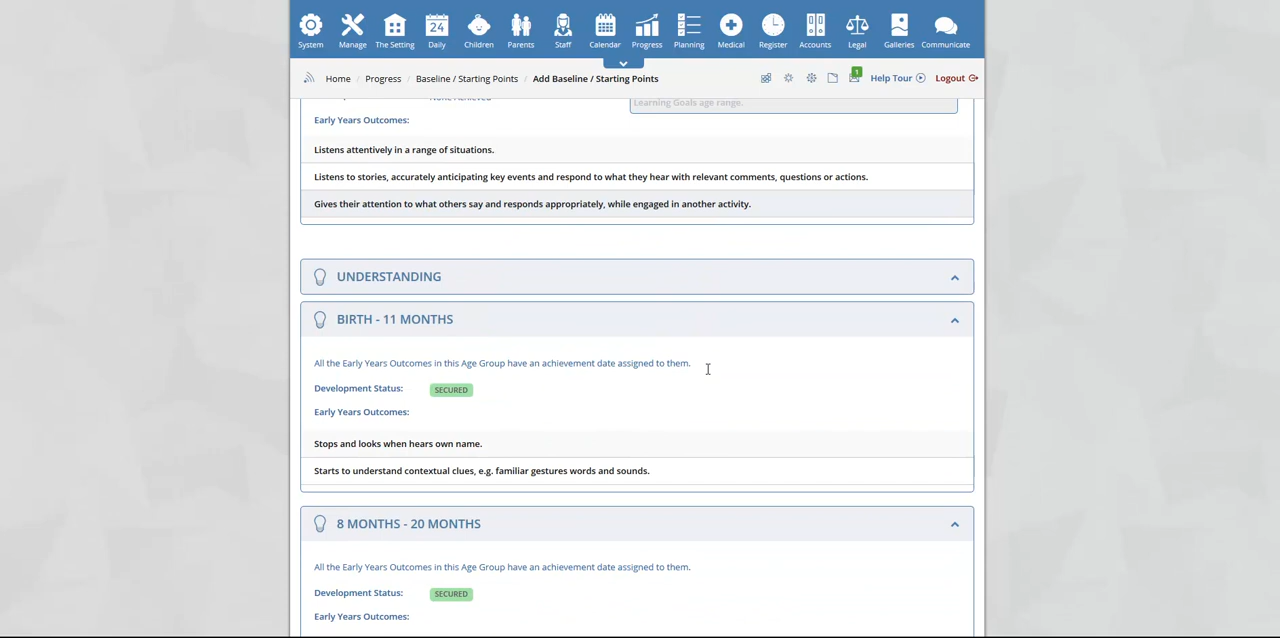 24
System Manage The Setting Daily Children Parents Staff Calendar Progress Planning Medical Register Accounts Legal Galleries Communicate
Home / Progress / Baseline / Starting Points / Add Baseline / Starting Points 1 Help Tour Logout
None Achieved Learning Goals age range.
Early Years Outcomes:
Listens attentively in a range of situations.
Listens to stories, accurately anticipating key events and respond to what they hear with relevant comments, questions or actions.
Gives their attention to what others say and responds appropriately, while engaged in another activity.
UNDERSTANDING
BIRTH - 11 MONTHS
All the Early Years Outcomes in this Age Group have an achievement date assigned to them.
Development Status: SECURED
Early Years Outcomes:
Stops and looks when hears own name.
Starts to understand contextual clues, e.g. familiar gestures words and sounds.
8 MONTHS - 20 MONTHS
All the Early Years Outcomes in this Age Group have an achievement date assigned to them.
Development Status: SECURED
Early Years Outcomes: